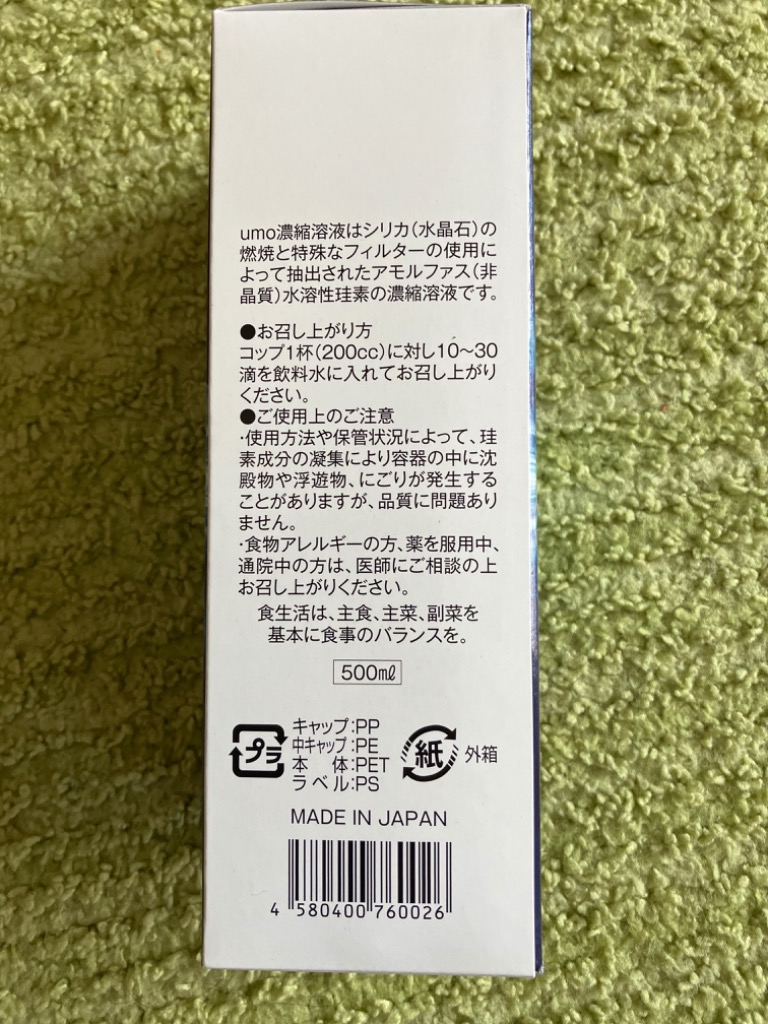 umo濃縮溶液はシリカ（水晶石）の
燃焼と特殊なフィルターの使用に
よって抽出されたアモルファス（非
晶質）水溶性珪素の濃縮溶液です。
●お召し上がり方
コップ1杯（200cc）に対し10〜30
滴を飲料水に入れてお召し上がり
ください。
●ご使用上のご注意
・使用方法や保管状況によって、珪
素成分の凝集により容器の中に沈
殿物や浮遊物、にごりが発生する
ことがありますが、品質に問題あり
ません。
・食物アレルギーの方、薬を服用中、
通院中の方は、医師にご相談の上
お召し上がりください。
食生活は、主食、主菜、副菜を
基本に食事のバランスを。
500㎖
プラ
キャップ：PP
中キャップ：PE
本　体：PET
ラベル：PS
紙 外箱
MADE IN JAPAN
4 580400 760026